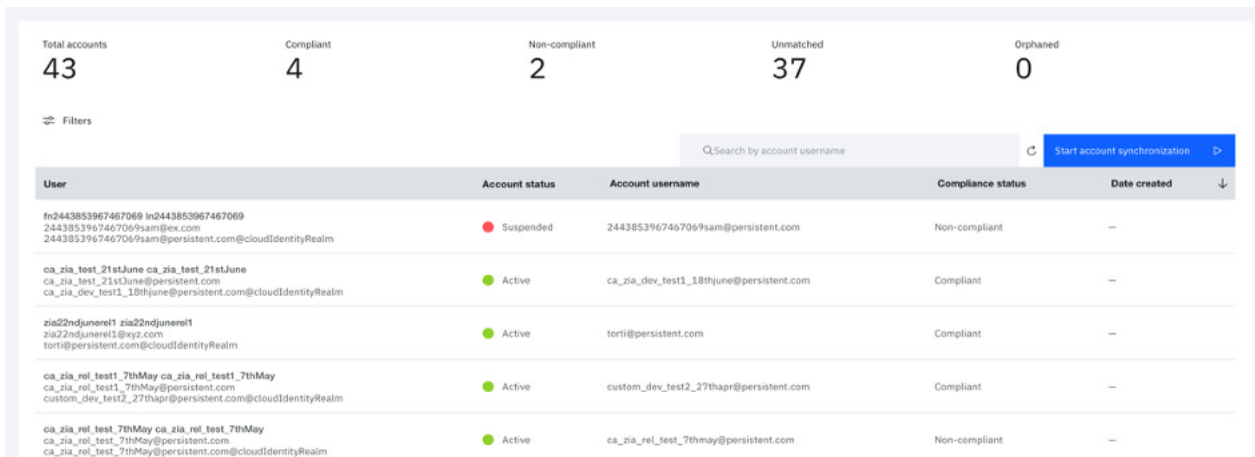 Total accounts
43
Compliant
4
Non-compliant
2
Unmatched
37
Orphaned
0
Filters
Search by account username
Start account synchronization
User Account status Account username Compliance status Date created
fn2443853967467069 ln2443853967467069
2443853967467069sam@ex.com
2443853967467069sam@persistent.com@cloudIdentityRealm
Suspended
2443853967467069sam@persistent.com
Non-compliant
–
ca_zia_test_21stJune ca_zia_test_21stJune
ca_zia_test_21stJune@persistent.com
ca_zia_dev_test1_18thjune@persistent.com@cloudIdentityRealm
Active
ca_zia_dev_test1_18thjune@persistent.com
Compliant
–
zia22ndjunerel1 zia22ndjunerel1
zia22ndjunerel1@xyz.com
torti@persistent.com@cloudIdentityRealm
Active
torti@persistent.com
Compliant
–
ca_zia_rel_test1_7thMay ca_zia_rel_test1_7thMay
ca_zia_rel_test1_7thMay@persistent.com
custom_dev_test2_27thapr@persistent.com@cloudIdentityRealm
Active
custom_dev_test2_27thapr@persistent.com
Compliant
–
ca_zia_rel_test_7thMay ca_zia_rel_test_7thMay
ca_zia_rel_test_7thMay@persistent.com
ca_zia_rel_test_7thMay@persistent.com@cloudIdentityRealm
Active
ca_zia_rel_test_7thmay@persistent.com
Non-compliant
–